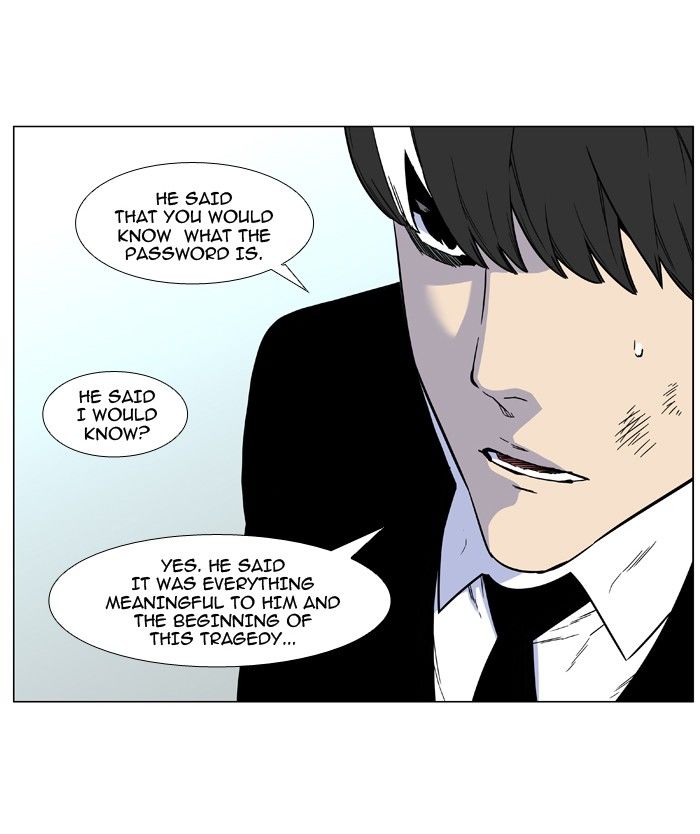 HE SAID
THAT YOU WOULD
KNOW WHAT THE
PASSWORD IS.
HE SAID
I WOULD
KNOW?
YES. HE SAID
IT WAS EVERYTHING
MEANINGFUL TO HIM AND
THE BEGINNING OF
THIS TRAGEDY...